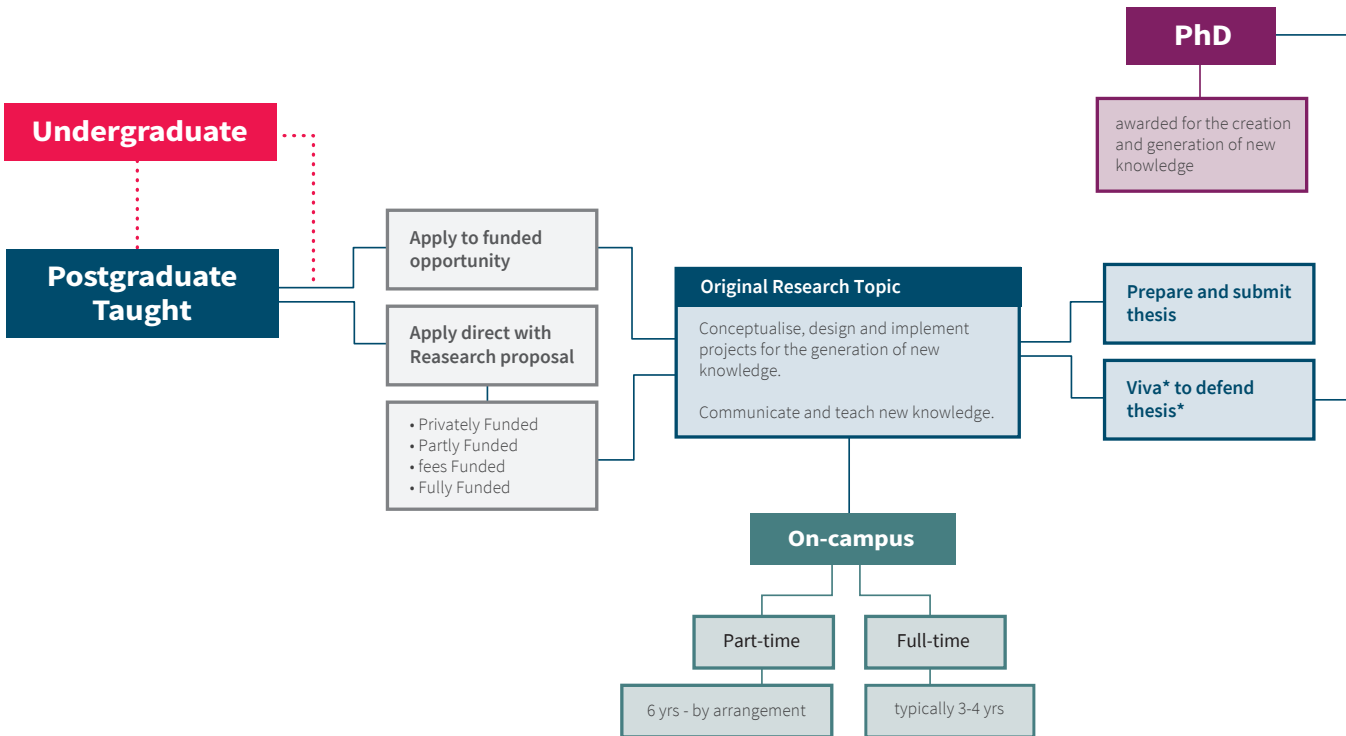 PhD
awarded for the creation
and generation of new
knowledge
Undergraduate
Postgraduate
Taught
Apply to funded
opportunity
Apply direct with
Reasearch proposal
• Privately Funded
• Partly Funded
• fees Funded
• Fully Funded
Original Research Topic
Conceptualise, design and implement
projects for the generation of new
knowledge.
Communicate and teach new knowledge.
Prepare and submit
thesis
Viva* to defend
thesis*
On-campus
Part-time
Full-time
6 yrs - by arrangement
typically 3-4 yrs